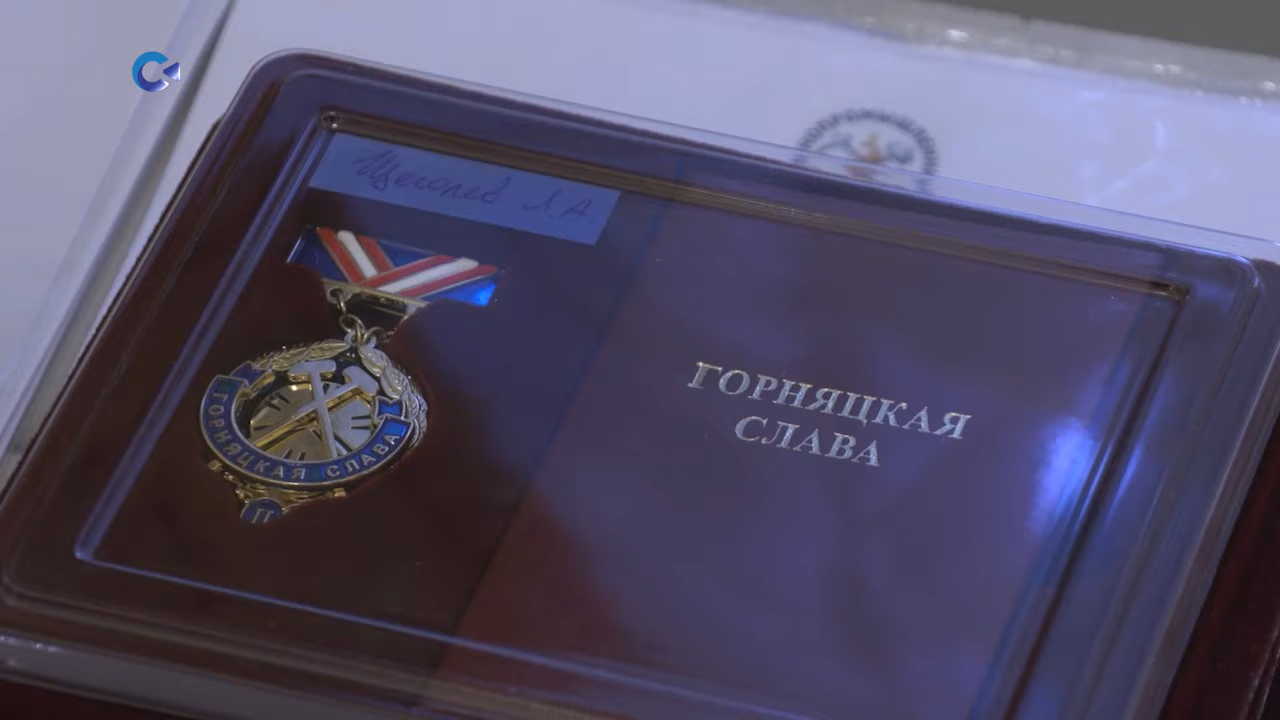 Щеголев А.А.
ГОРНЯЦКАЯ СЛАВА
II
ГОРНЯЦКАЯ
СЛАВА